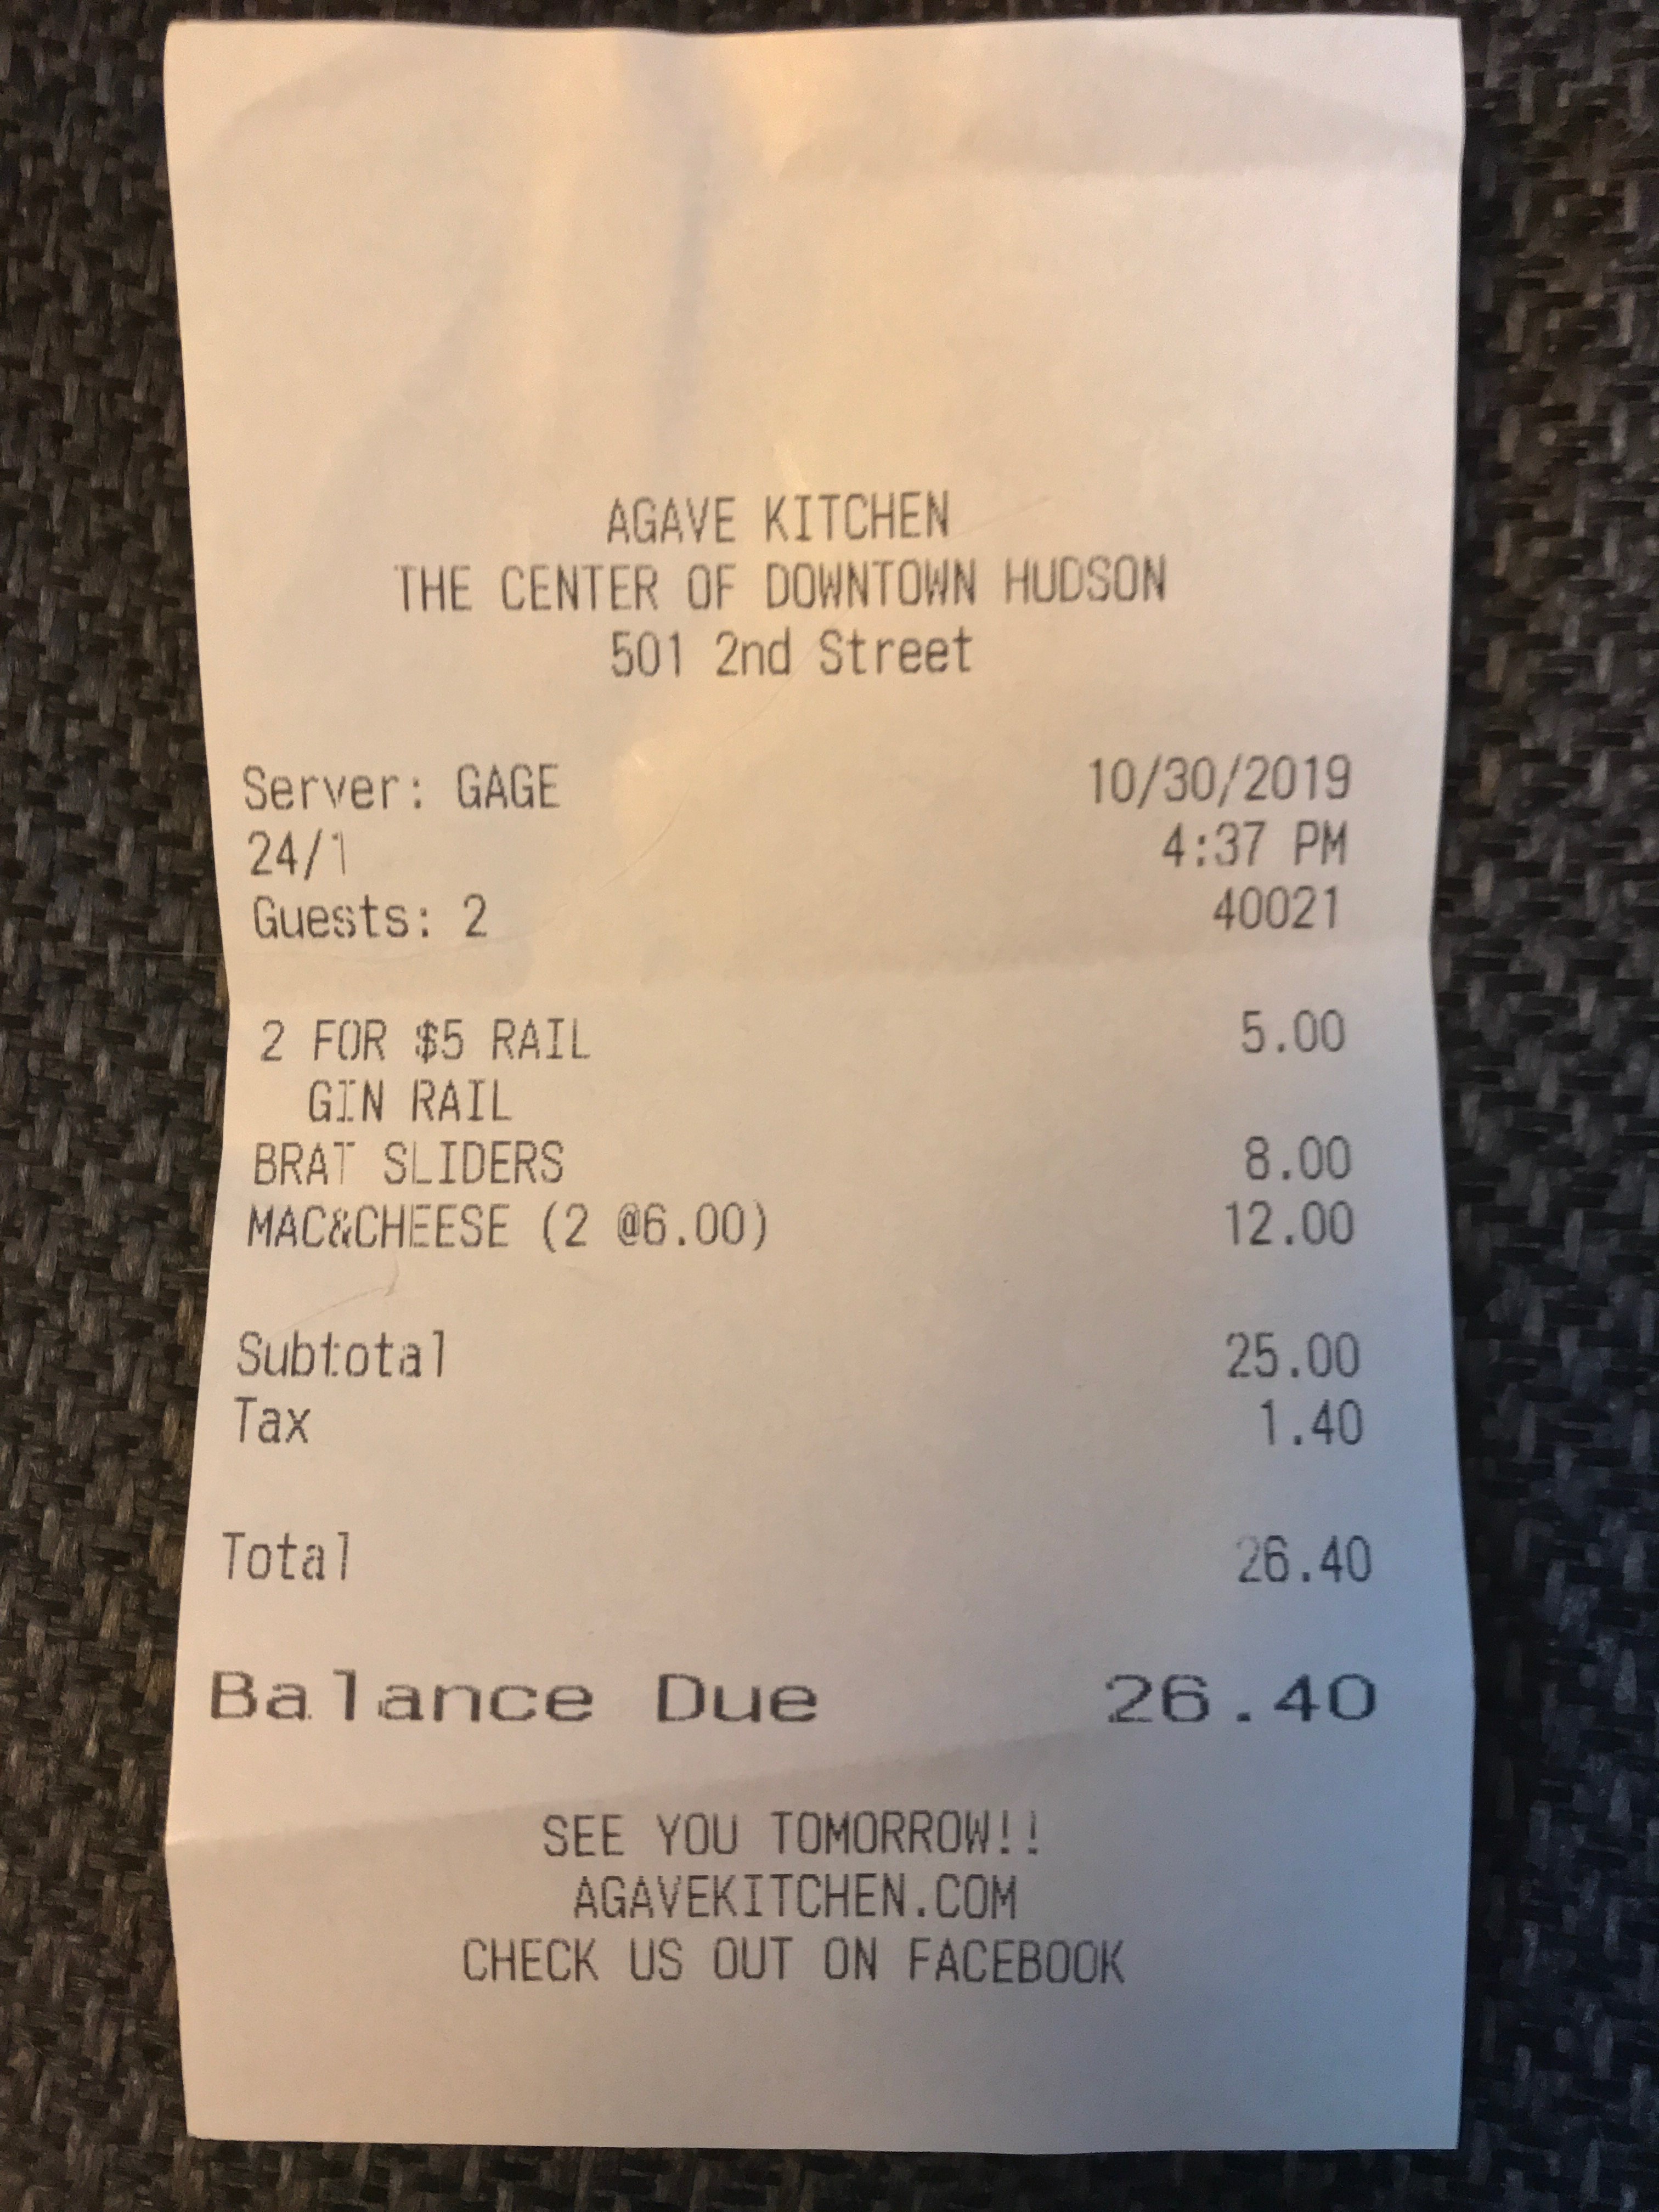 AGAVE KITCHEN
THE CENTER OF DOWNTOWN HUDSON
501 2nd Street
Server: GAGE 10/30/2019
24/1 4:37 PM
Guests: 2 40021
2 FOR $5 RAIL 5.00
GIN RAIL
BRAT SLIDERS 8.00
MAC&CHEESE (2 @6.00) 12.00
Subtotal 25.00
Tax 1.40
Total 26.40
Balance Due 26.40
SEE YOU TOMORROW!!
AGAVEKITCHEN.COM
CHECK US OUT ON FACEBOOK